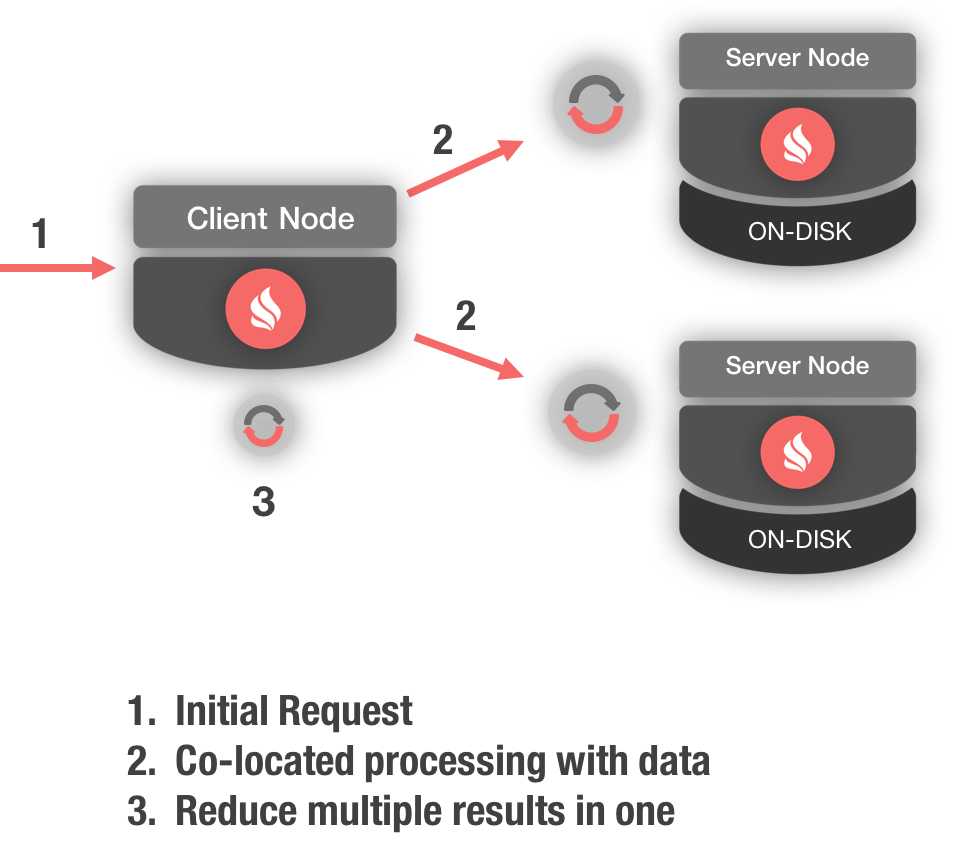 Server Node
2
Client Node
1
ON-DISK
2
Server Node
3
ON-DISK
1. Initial Request
2. Co-located processing with data
3. Reduce multiple results in one